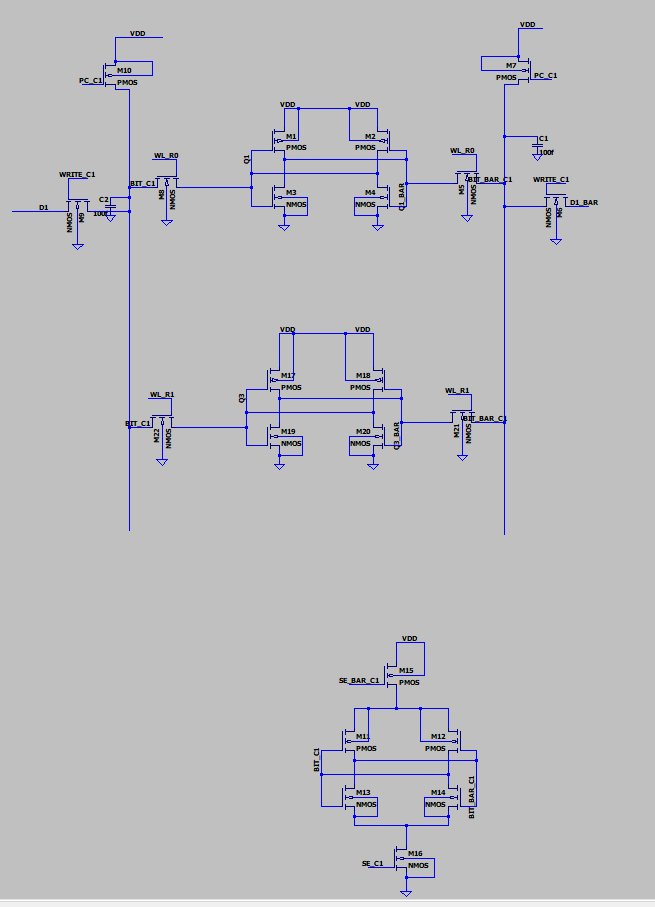 VDD
VDD
M10
M7
PC_C1
PMOS
PMOS
PC_C1
VDD
VDD
M1
M2
C1
PMOS
PMOS
100f
Q1
WL_R0
WL_R0
WRITE_C1
BIT_C1
BIT_BAR_C1
WRITE_C1
M8
NMOS
M3
M4
M5
NMOS
C2
NMOS
NMOS
Q1_BAR
D1
100f
D1_BAR
NMOS
M9
NMOS
M6
VDD
VDD
M17
M18
PMOS
PMOS
Q3
WL_R1
WL_R1
BIT_C1
BIT_BAR_C1
M22
NMOS
M19
M20
M21
NMOS
NMOS
NMOS
Q3_BAR
VDD
M15
SE_BAR_C1
PMOS
M11
M12
PMOS
PMOS
BIT_C1
M13
M14
BIT_BAR_C1
NMOS
NMOS
M16
SE_C1
NMOS